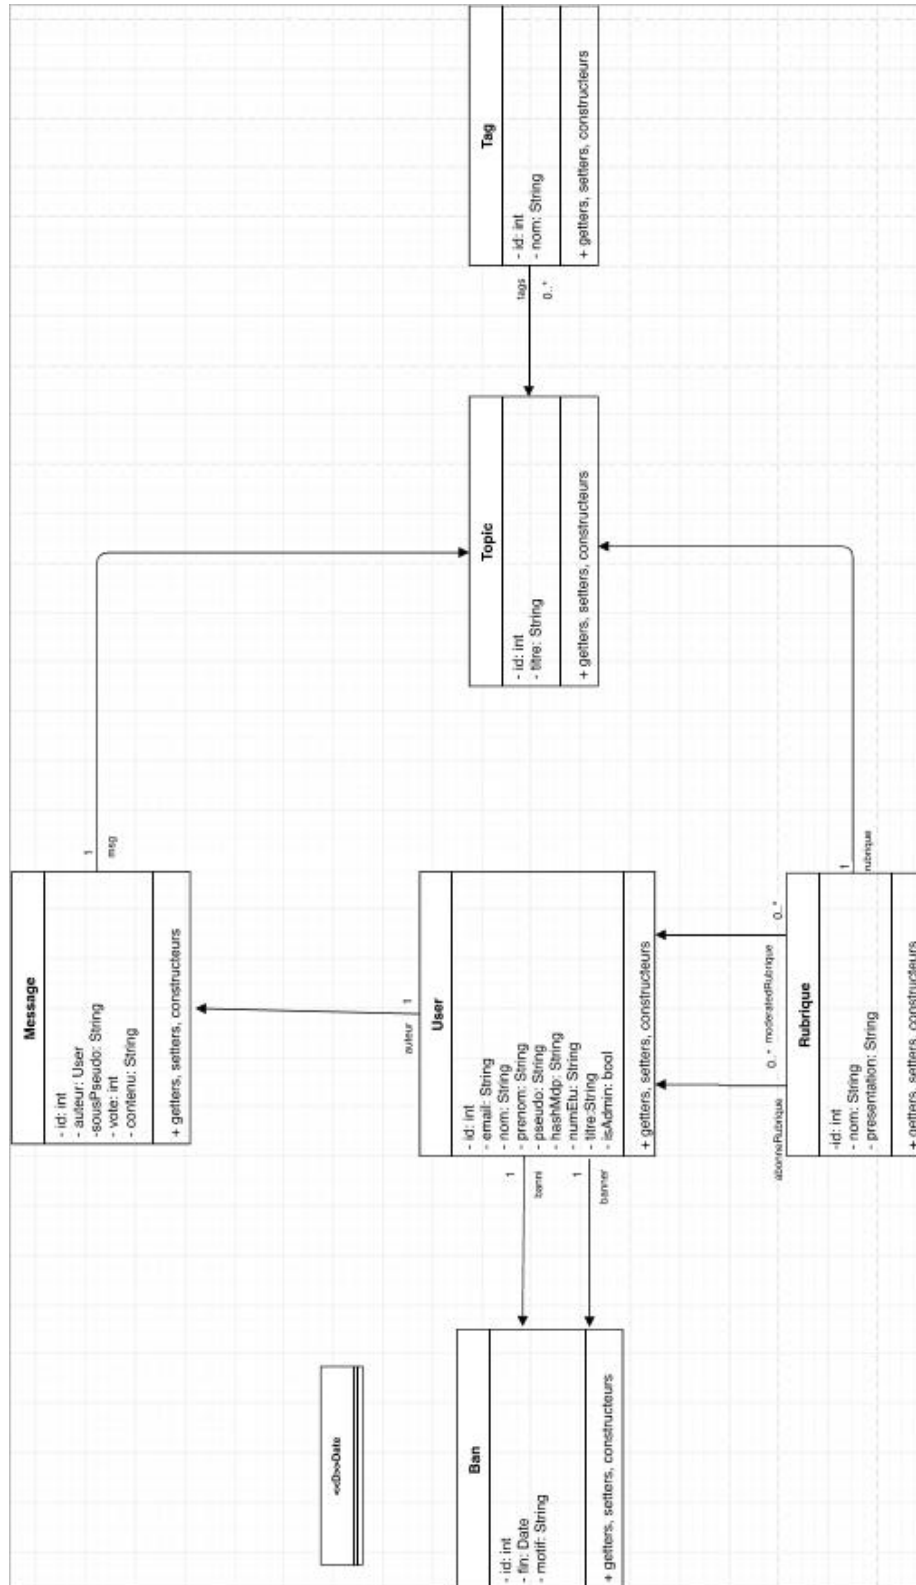 Message
- id: int
- auteur: User
-sousPseudo: String
- vote: int
- contenu: String
+ getters, setters, constructeurs
1
msg
<<D>>Date
auteur
1
User
- id: int
- email: String
- nom: String
- prenom: String
- pseudo: String
- hashMdp: String
- numEtu: String
- titre:String
- isAdmin: bool
+ getters, setters, constructeurs
1
banni
1
banner
Ban
- id: int
- fin: Date
- motif: String
+ getters, setters, constructeurs
Topic
- id: int
- titre: String
+ getters, setters, constructeurs
tags
0..*
Tag
- id: int
- nom: String
+ getters, setters, constructeurs
abonneRubrique
0..*
moderatedRubrique
0..*
Rubrique
-id: int
- nom: String
- presentation: String
+ getters, setters, constructeurs
1
rubrique